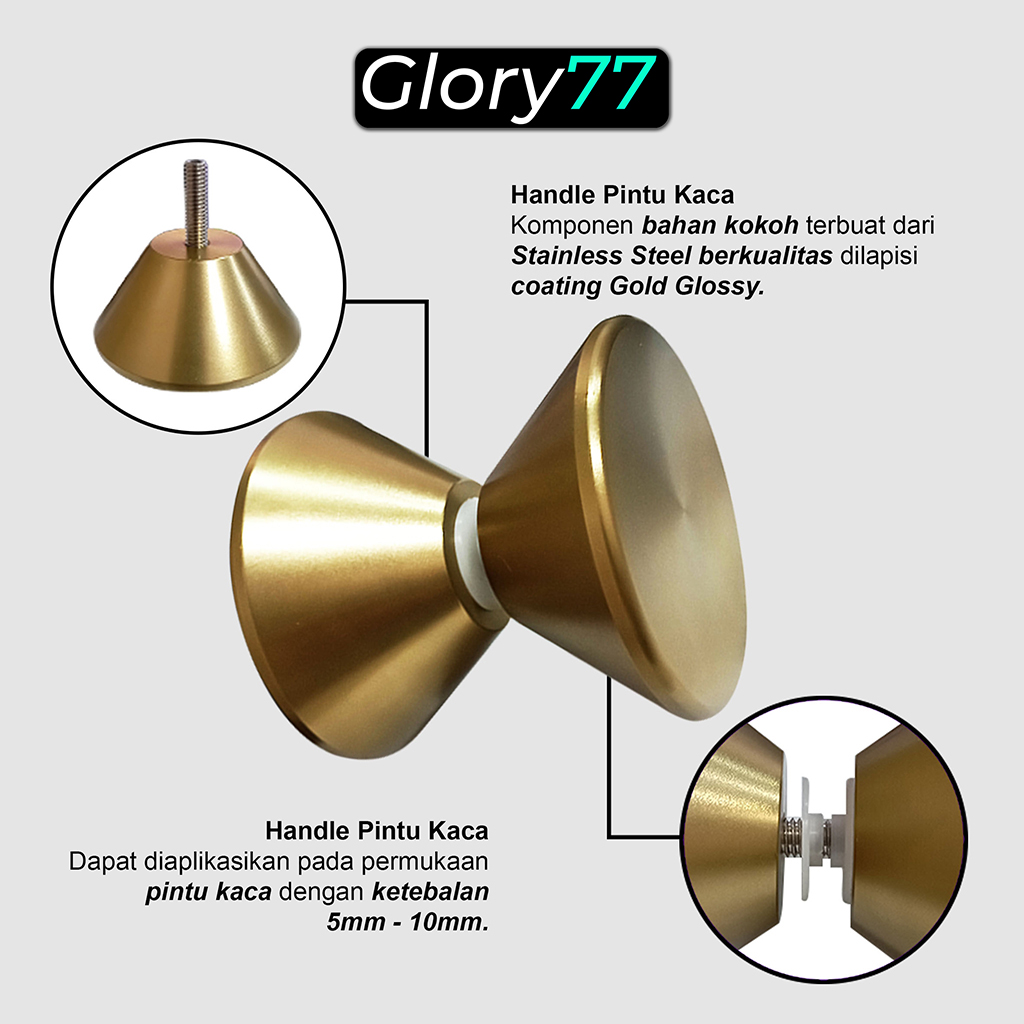 Glory77
Handle Pintu Kaca
Komponen bahan kokoh terbuat dari
Stainless Steel berkualitas dilapisi
coating Gold Glossy.
Handle Pintu Kaca
Dapat diaplikasikan pada permukaan
pintu kaca dengan ketebalan
5mm - 10mm.